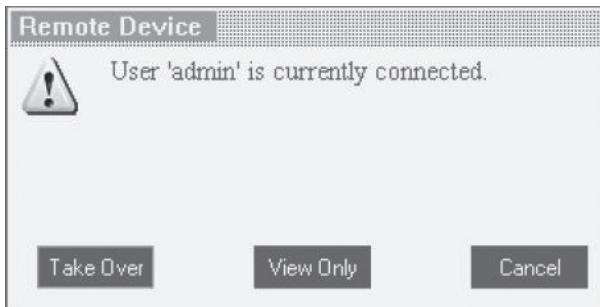 Remote Device
User 'admin' is currently connected.
Take Over
View Only
Cancel